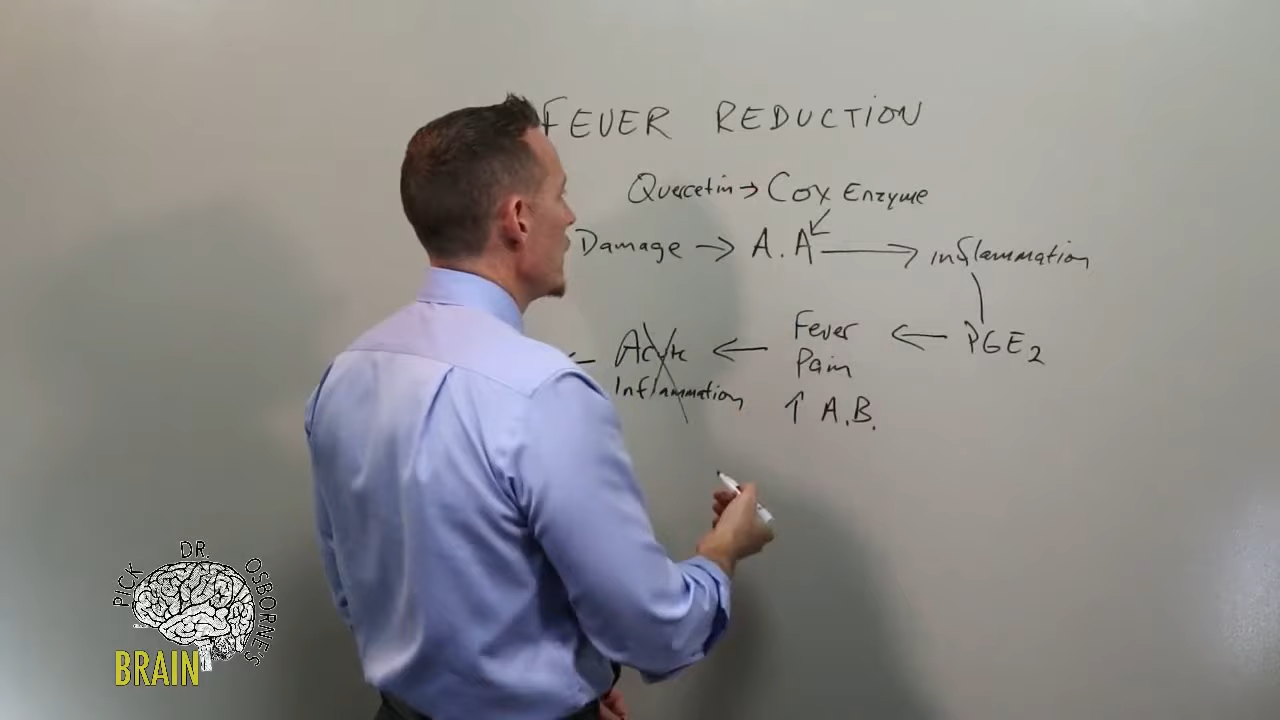 FEVER REDUCTION
Quercetin → Cox Enzyme
Damage → A.A → inflammation
← Acute ← Fever ← PGE2
Inflammation Pain
↑ A.B.
PICK DR. OSBORNE'S
BRAIN